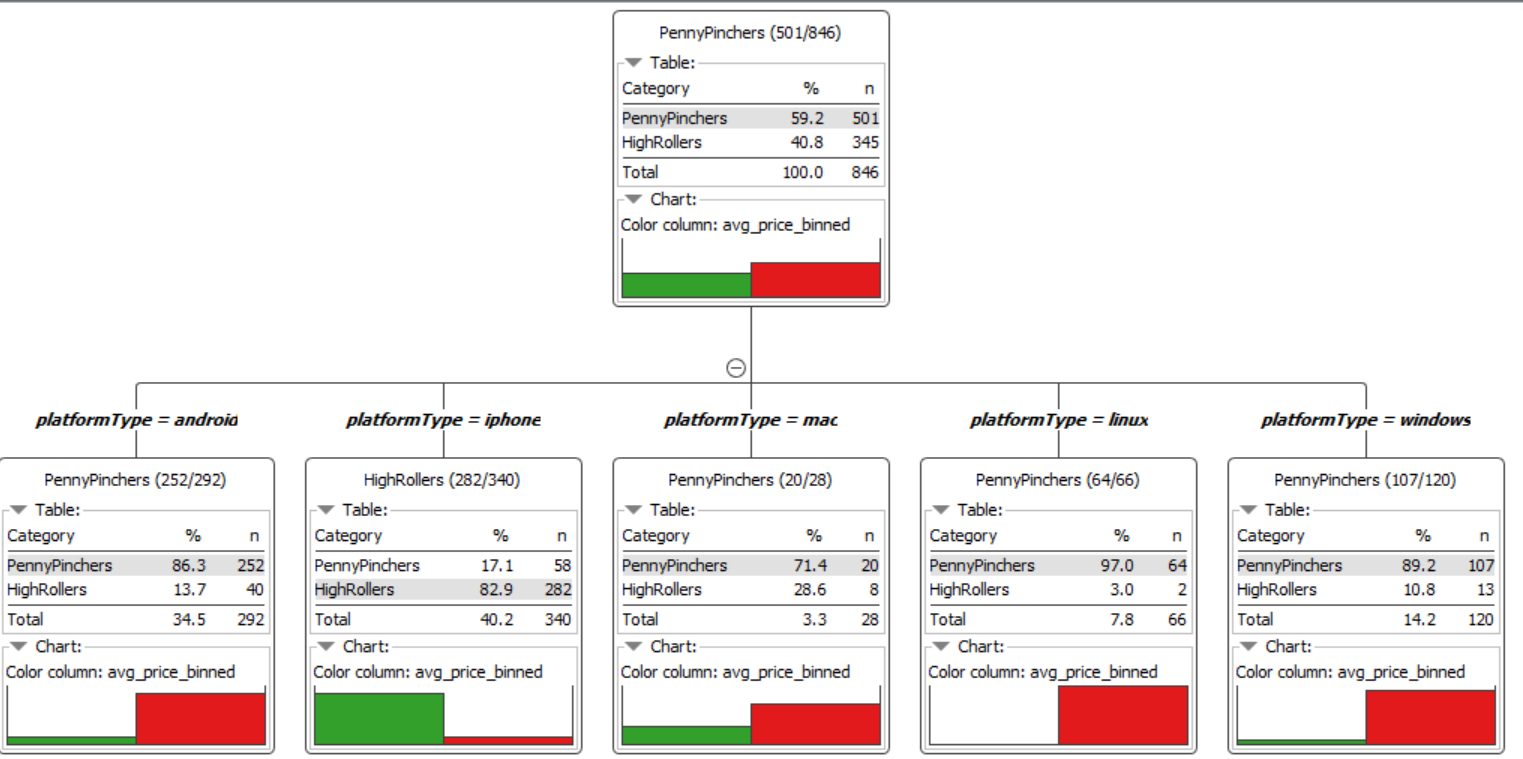 PennyPinchers (501/846)
Table:
Category % n
PennyPinchers 59.2 501
HighRollers 40.8 345
Total 100.0 846
Chart:
Color column: avg_price_binned
platformType = android
PennyPinchers (252/292)
Table:
Category % n
PennyPinchers 86.3 252
HighRollers 13.7 40
Total 34.5 292
Chart:
Color column: avg_price_binned
platformType = iphone
HighRollers (282/340)
Table:
Category % n
PennyPinchers 17.1 58
HighRollers 82.9 282
Total 40.2 340
Chart:
Color column: avg_price_binned
platformType = mac
PennyPinchers (20/28)
Table:
Category % n
PennyPinchers 71.4 20
HighRollers 28.6 8
Total 3.3 28
Chart:
Color column: avg_price_binned
platformType = linux
PennyPinchers (64/66)
Table:
Category % n
PennyPinchers 97.0 64
HighRollers 3.0 2
Total 7.8 66
Chart:
Color column: avg_price_binned
platformType = windows
PennyPinchers (107/120)
Table:
Category % n
PennyPinchers 89.2 107
HighRollers 10.8 13
Total 14.2 120
Chart:
Color column: avg_price_binned